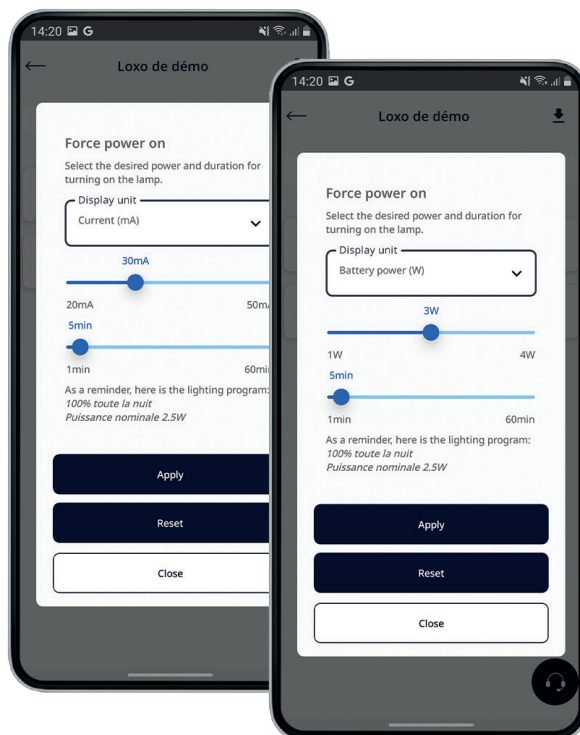 14:20 G
Loxo de démo
Force power on
Select the desired power and duration for
turning on the lamp.
Display unit
Current (mA)
30mA
20mA 50m
5min
1min 60mi
As a reminder, here is the lighting program:
100% toute la nuit
Puissance nominale 2.5W
Apply
Reset
Close
14:20 G
Loxo de démo
Force power on
Select the desired power and duration for
turning on the lamp.
Display unit
Battery power (W)
3W
1W 4W
5min
1min 60min
As a reminder, here is the lighting program:
100% toute la nuit
Puissance nominale 2.5W
Apply
Reset
Close